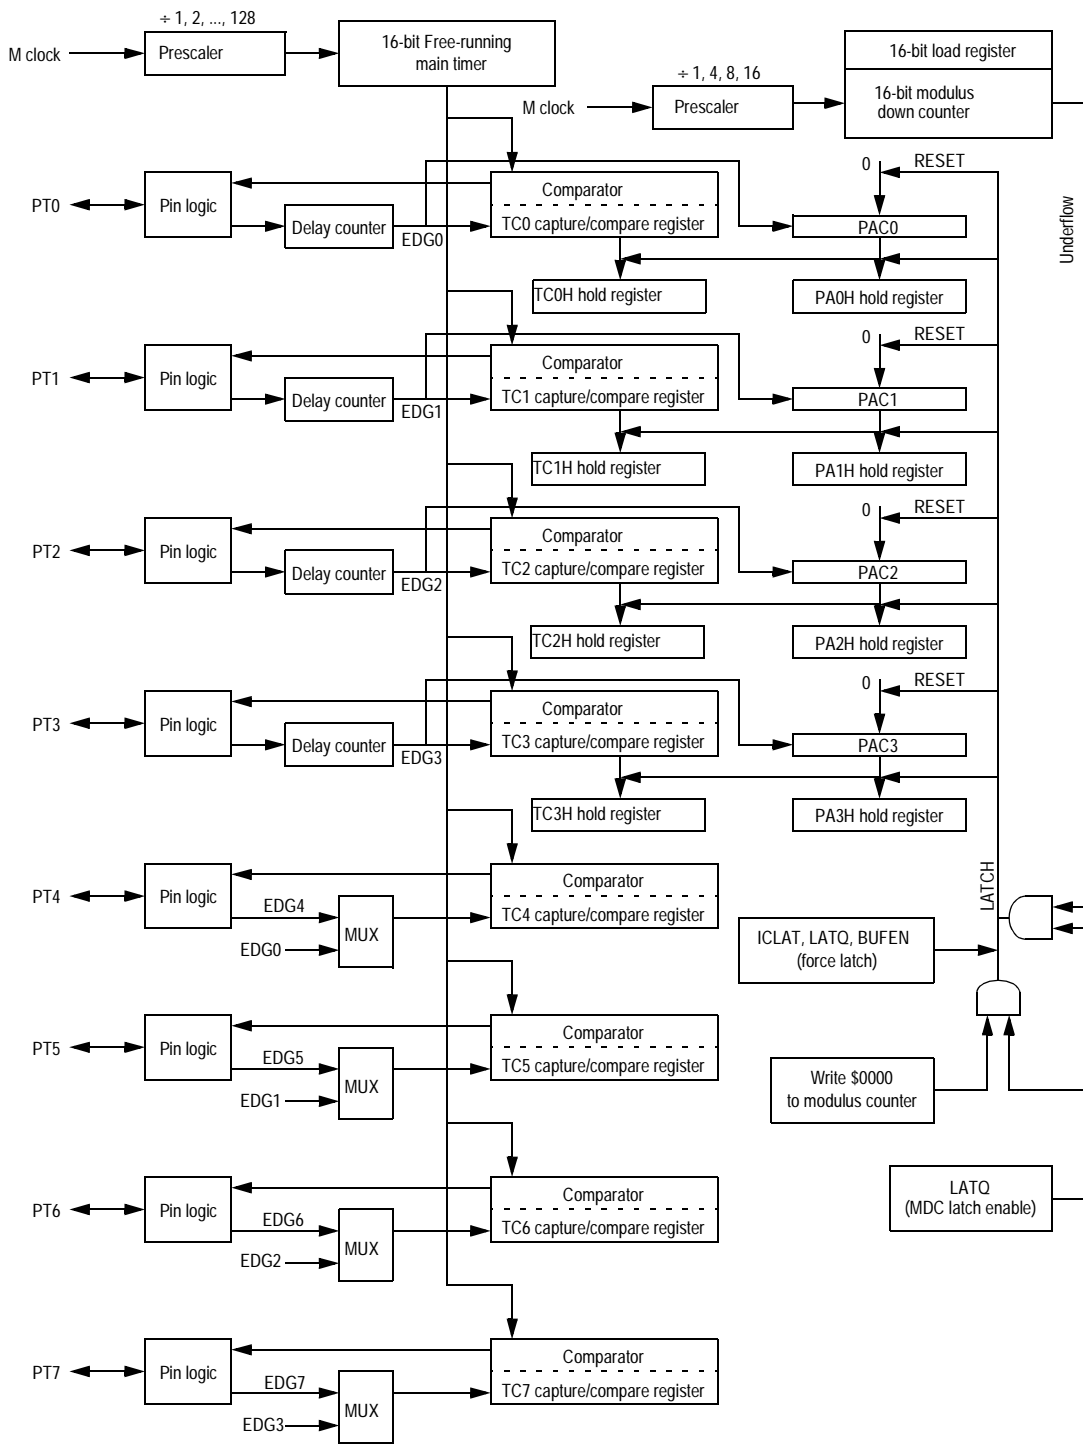 ÷ 1, 2, ..., 128
M clock
Prescaler
16-bit Free-running
main timer
÷ 1, 4, 8, 16
M clock
Prescaler
16-bit load register
16-bit modulus
down counter
Underflow
PT0
Pin logic
Delay counter
EDG0
Comparator
TC0 capture/compare register
TC0H hold register
0
RESET
PAC0
PA0H hold register
PT1
Pin logic
Delay counter
EDG1
Comparator
TC1 capture/compare register
TC1H hold register
0
RESET
PAC1
PA1H hold register
PT2
Pin logic
Delay counter
EDG2
Comparator
TC2 capture/compare register
TC2H hold register
0
RESET
PAC2
PA2H hold register
PT3
Pin logic
Delay counter
EDG3
Comparator
TC3 capture/compare register
TC3H hold register
0
RESET
PAC3
PA3H hold register
PT4
Pin logic
EDG4
EDG0
MUX
Comparator
TC4 capture/compare register
LATCH
ICLAT, LATQ, BUFEN
(force latch)
PT5
Pin logic
EDG5
EDG1
MUX
Comparator
TC5 capture/compare register
Write $0000
to modulus counter
PT6
Pin logic
EDG6
EDG2
MUX
Comparator
TC6 capture/compare register
LATQ
(MDC latch enable)
PT7
Pin logic
EDG7
EDG3
MUX
Comparator
TC7 capture/compare register